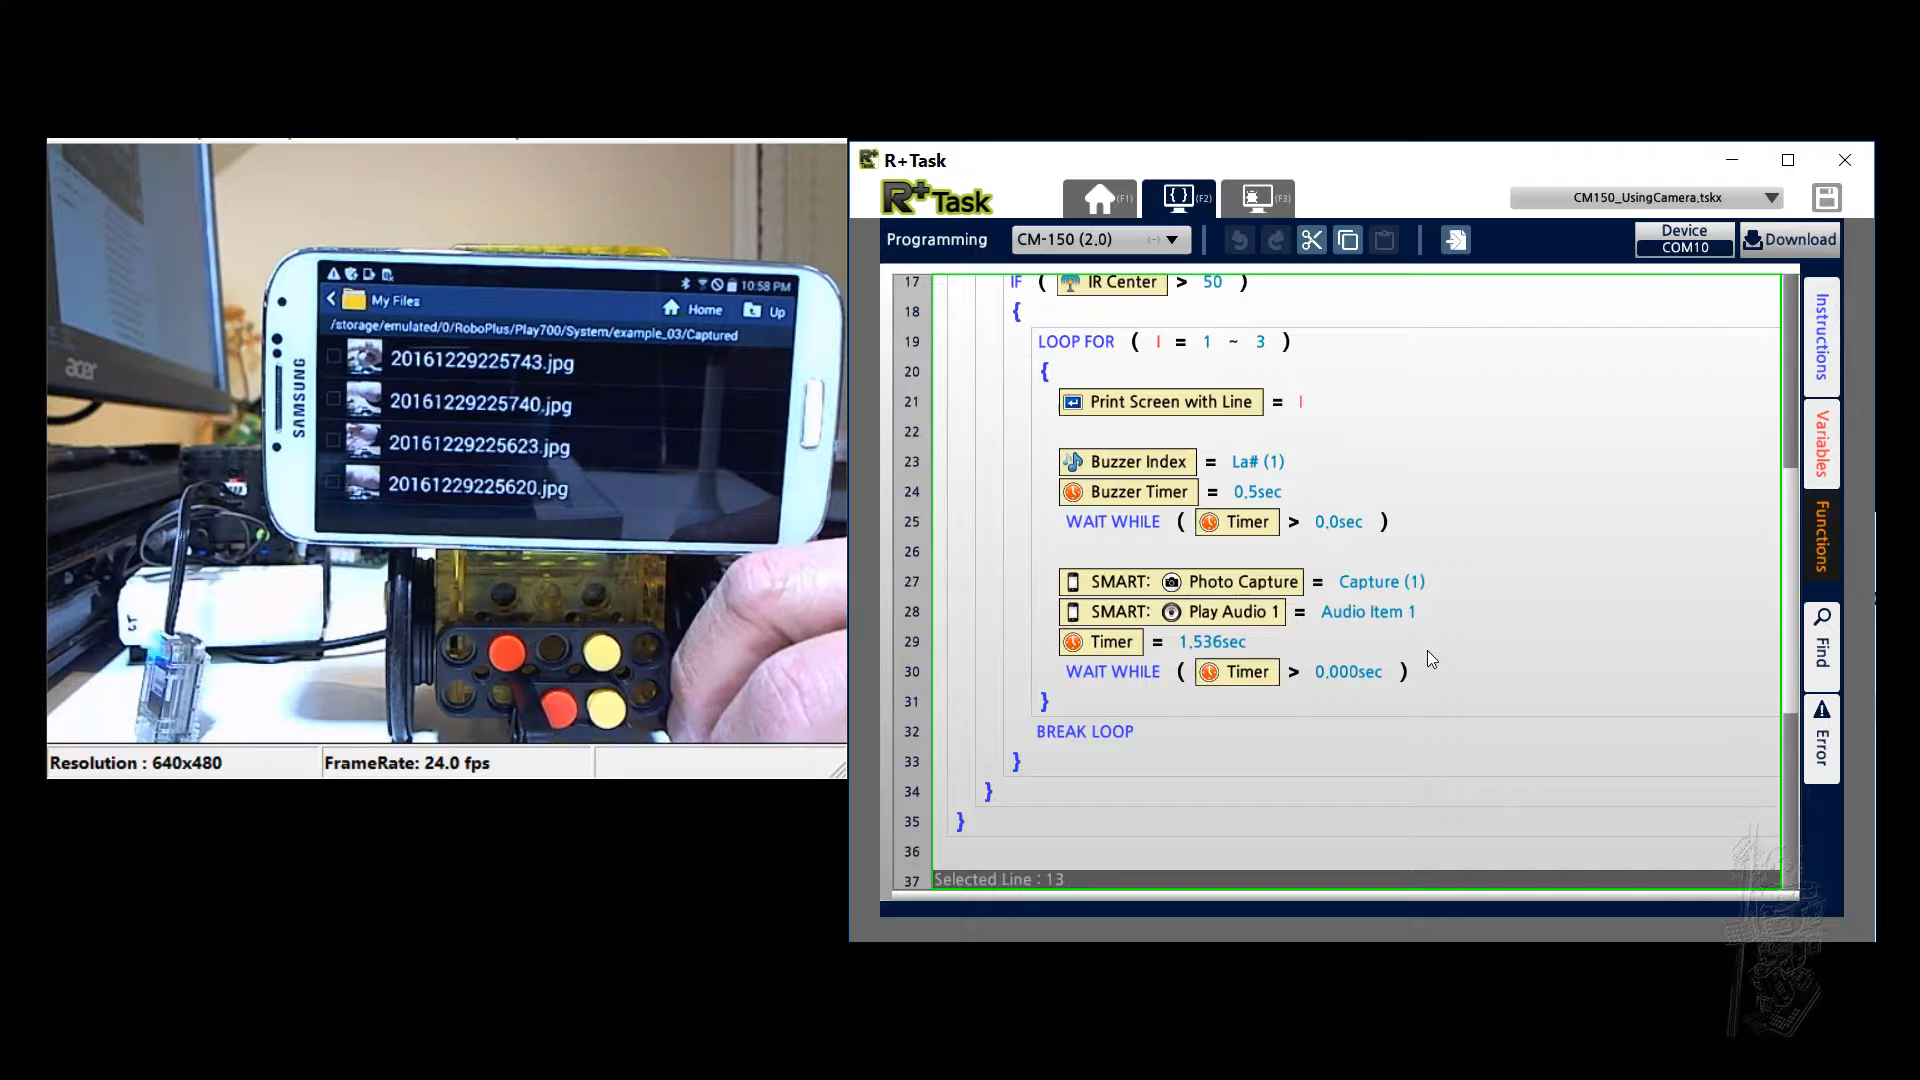 acer
SAMSUNG
10:58 PM
My Files
Home
Up
/storage/emulated/0/RoboPlus/Play700/System/example_03/Captured
20161229225743.jpg
20161229225740.jpg
20161229225623.jpg
20161229225620.jpg
Resolution : 640x480
FrameRate: 24.0 fps
R+Task
R+Task
(F1)
{} (F2)
(F3)
CM150_UsingCamera.tskx
Programming
CM-150 (2.0)
Device
COM10
Download
17 IF ( IR Center > 50 )
18 {
19 LOOP FOR ( I = 1 ~ 3 )
20 {
21 Print Screen with Line = I
22
23 Buzzer Index = La# (1)
24 Buzzer Timer = 0.5sec
25 WAIT WHILE ( Timer > 0.0sec )
26
27 SMART: Photo Capture = Capture (1)
28 SMART: Play Audio 1 = Audio Item 1
29 Timer = 1.536sec
30 WAIT WHILE ( Timer > 0.000sec )
31 }
32 BREAK LOOP
33 }
34 }
35 }
36
37
Selected Line : 13
Instructions
Variables
Functions
Find
Error